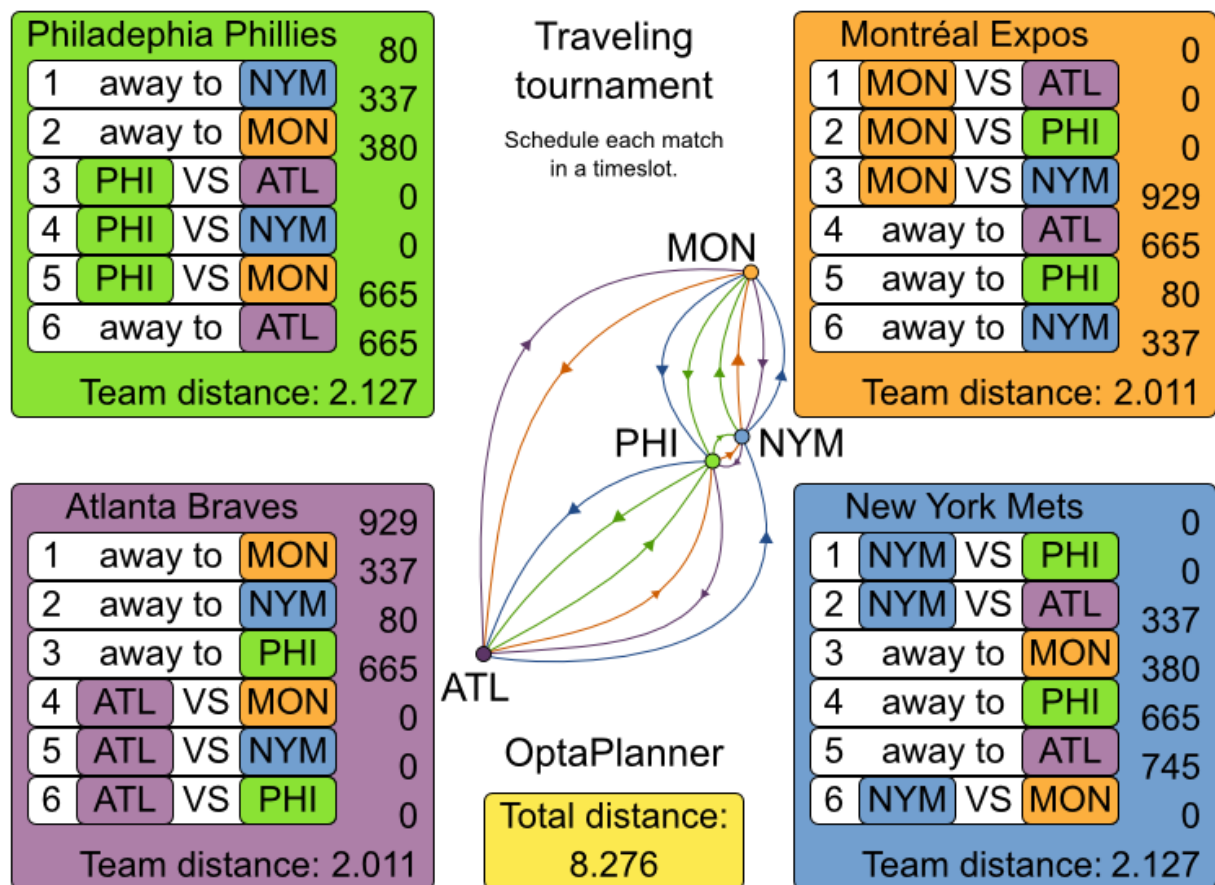 Philadephia Phillies
80
1 away to NYM
337
2 away to MON
380
3 PHI VS ATL
0
4 PHI VS NYM
0
5 PHI VS MON
665
6 away to ATL
665
Team distance: 2.127
Traveling
tournament
Schedule each match
in a timeslot.
Montréal Expos
0
1 MON VS ATL
0
2 MON VS PHI
0
3 MON VS NYM
929
4 away to ATL
665
5 away to PHI
80
6 away to NYM
337
Team distance: 2.011
MON
PHI
NYM
ATL
Atlanta Braves
929
1 away to MON
337
2 away to NYM
80
3 away to PHI
665
4 ATL VS MON
0
5 ATL VS NYM
0
6 ATL VS PHI
0
Team distance: 2.011
OptaPlanner
Total distance:
8.276
New York Mets
0
1 NYM VS PHI
0
2 NYM VS ATL
337
3 away to MON
380
4 away to PHI
665
5 away to ATL
745
6 NYM VS MON
0
Team distance: 2.127